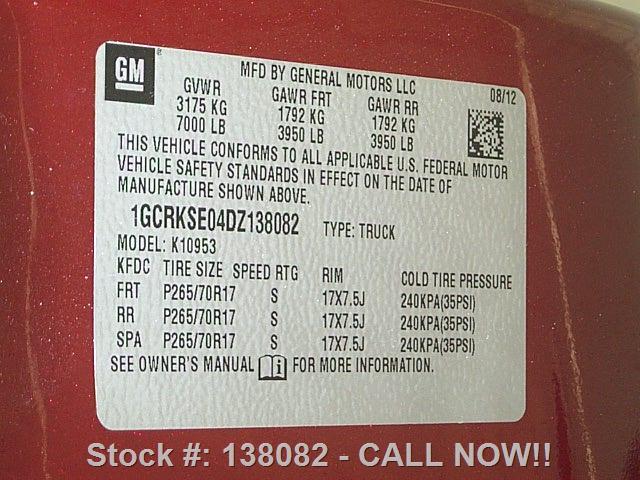 GM
MFD BY GENERAL MOTORS LLC
08/12
GVWR GAWR FRT GAWR RR
3175 KG 1792 KG 1792 KG
7000 LB 3950 LB 3950 LB
THIS VEHICLE CONFORMS TO ALL APPLICABLE U.S. FEDERAL MOTOR
VEHICLE SAFETY STANDARDS IN EFFECT ON THE DATE OF
MANUFACTURE SHOWN ABOVE.
1GCRKSE04DZ138082 TYPE: TRUCK
MODEL: K10953
KFDC TIRE SIZE SPEED RTG RIM COLD TIRE PRESSURE
FRT P265/70R17 S 17X7.5J 240KPA(35PSI)
RR P265/70R17 S 17X7.5J 240KPA(35PSI)
SPA P265/70R17 S 17X7.5J 240KPA(35PSI)
SEE OWNER'S MANUAL i FOR MORE INFORMATION.
Stock #: 138082 - CALL NOW!!